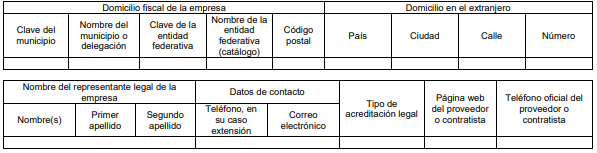 Domicilio fiscal de la empresa
Domicilio en el extranjero
Clave del
municipio
Nombre del
municipio o
delegación
Clave de la
entidad
federativa
Nombre de la
entidad
federativa
(catálogo)
Código
postal
País
Ciudad
Calle
Número
Nombre del representante legal de la
empresa
Datos de contacto
Tipo de
acreditación legal
Página web
del proveedor
o contratista
Teléfono oficial del
proveedor o
contratista
Nombre(s)
Primer
apellido
Segundo
apellido
Teléfono, en
su caso
extensión
Correo
electrónico